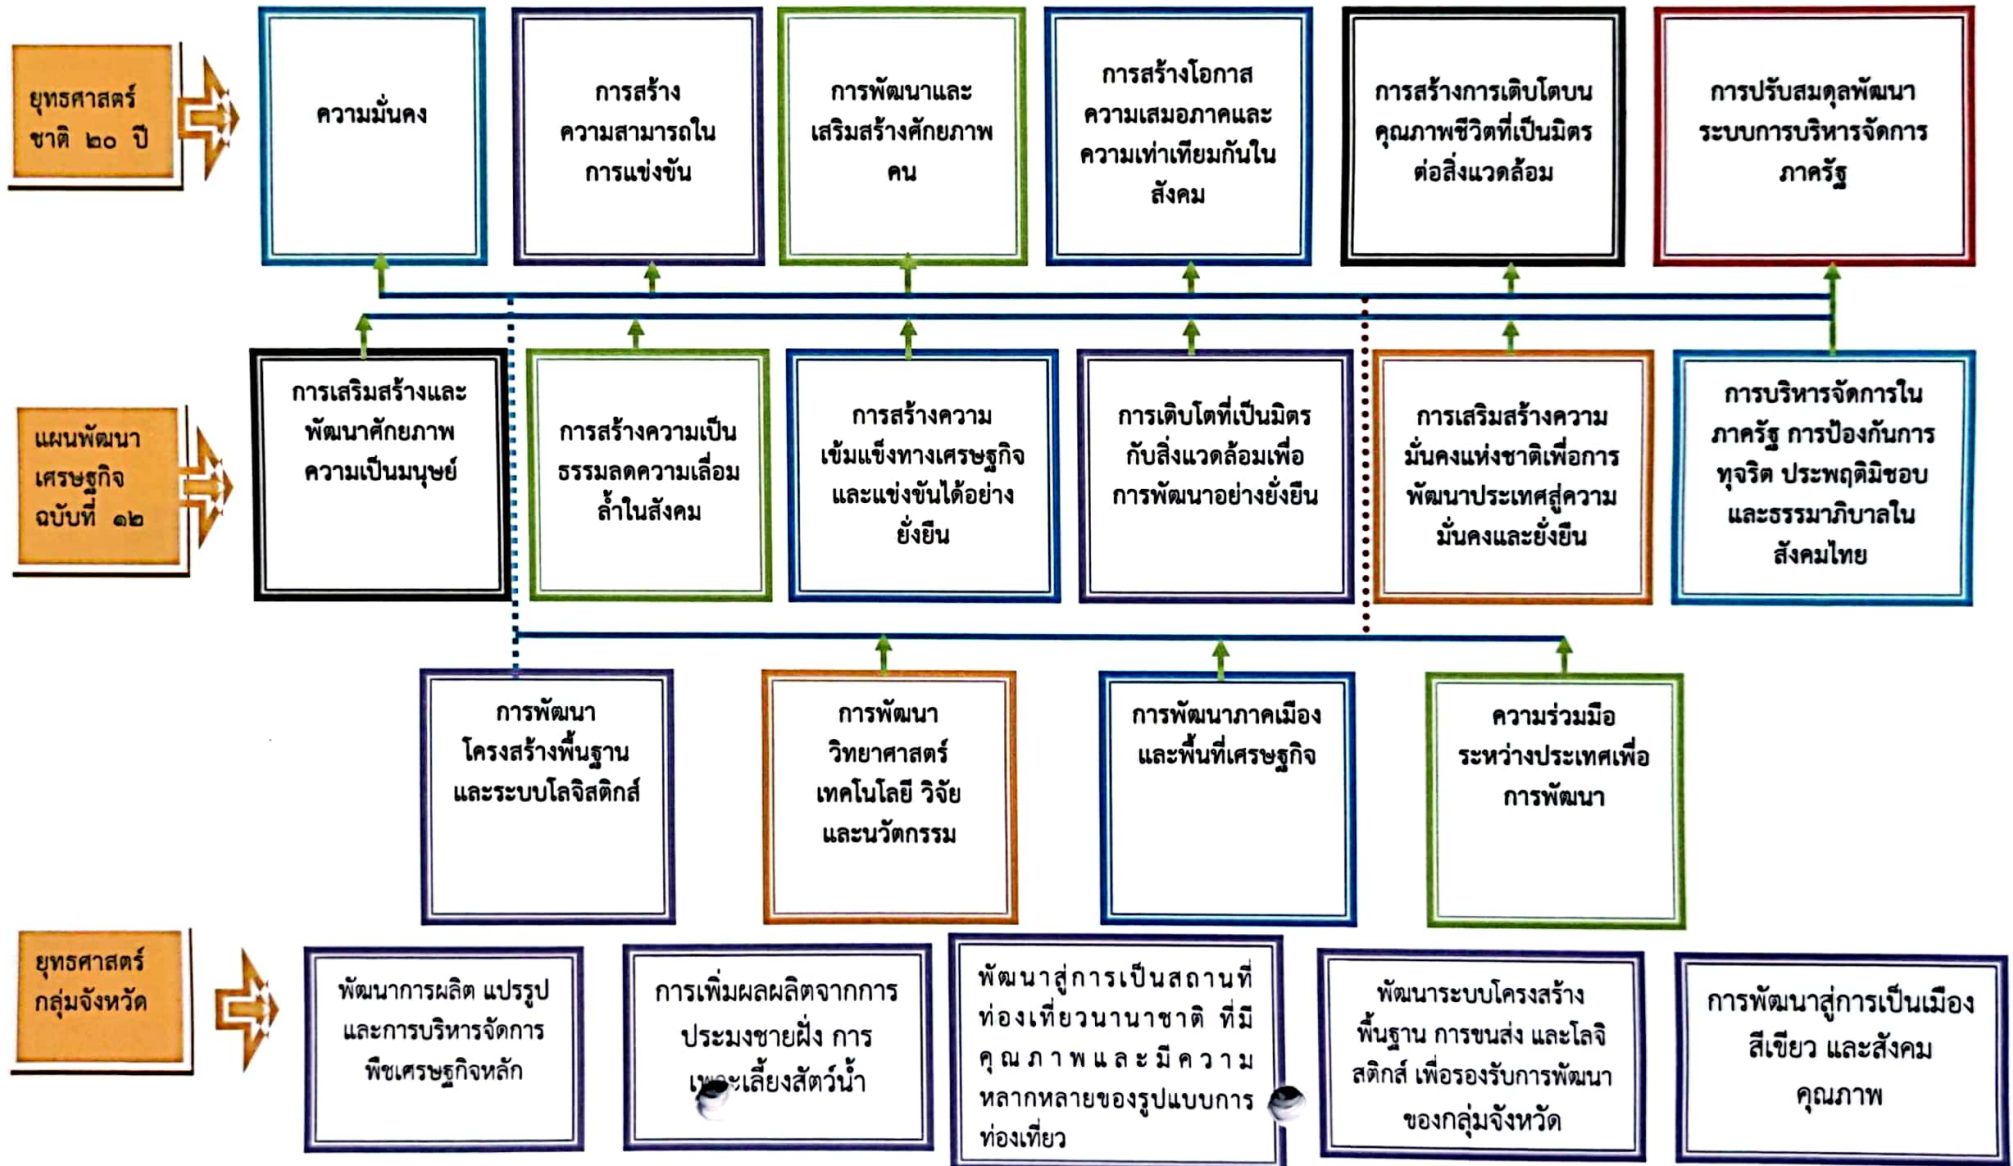 ยุทธศาสตร์
ชาติ ๒๐ ปี
ความมั่นคง
การสร้าง
ความสามารถใน
การแข่งขัน
การพัฒนาและ
เสริมสร้างศักยภาพ
คน
การสร้างโอกาส
ความเสมอภาคและ
ความเท่าเทียมกันใน
สังคม
การสร้างการเติบโตบน
คุณภาพชีวิตที่เป็นมิตร
ต่อสิ่งแวดล้อม
การปรับสมดุลพัฒนา
ระบบการบริหารจัดการ
ภาครัฐ
แผนพัฒนา
เศรษฐกิจ
ฉบับที่ ๑๒
การเสริมสร้างและ
พัฒนาศักยภาพ
ความเป็นมนุษย์
การสร้างความเป็น
ธรรมลดความเลื่อม
ล้ำในสังคม
การสร้างความ
เข้มแข็งทางเศรษฐกิจ
และแข่งขันได้อย่าง
ยั่งยืน
การเติบโตที่เป็นมิตร
กับสิ่งแวดล้อมเพื่อ
การพัฒนาอย่างยั่งยืน
การเสริมสร้างความ
มั่นคงแห่งชาติเพื่อการ
พัฒนาประเทศสู่ความ
มั่นคงและยั่งยืน
การบริหารจัดการใน
ภาครัฐ การป้องกันการ
ทุจริต ประพฤติมิชอบ
และธรรมาภิบาลใน
สังคมไทย
การพัฒนา
โครงสร้างพื้นฐาน
และระบบโลจิสติกส์
การพัฒนา
วิทยาศาสตร์
เทคโนโลยี วิจัย
และนวัตกรรม
การพัฒนาภาคเมือง
และพื้นที่เศรษฐกิจ
ความร่วมมือ
ระหว่างประเทศเพื่อ
การพัฒนา
ยุทธศาสตร์
กลุ่มจังหวัด
พัฒนาการผลิต แปรรูป
และการบริหารจัดการ
พืชเศรษฐกิจหลัก
การเพิ่มผลผลิตจากการ
ประมงชายฝั่ง การ
เพาะเลี้ยงสัตว์น้ำ
พัฒนาสู่การเป็นสถานที่
ท่องเที่ยวนานาชาติ ที่มี
คุณภาพและมีความ
หลากหลายของรูปแบบการ
ท่องเที่ยว
พัฒนาระบบโครงสร้าง
พื้นฐาน การขนส่ง และโลจิ
สติกส์ เพื่อรองรับการพัฒนา
ของกลุ่มจังหวัด
การพัฒนาสู่การเป็นเมือง
สีเขียว และสังคม
คุณภาพ